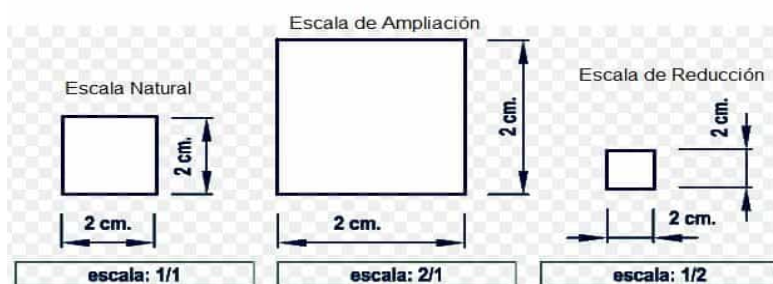 Escala de Ampliación
Escala Natural
Escala de Reducción
2 cm.
2 cm.
2 cm.
2 cm.
2 cm.
2 cm.
escala: 1/1
escala: 2/1
escala: 1/2